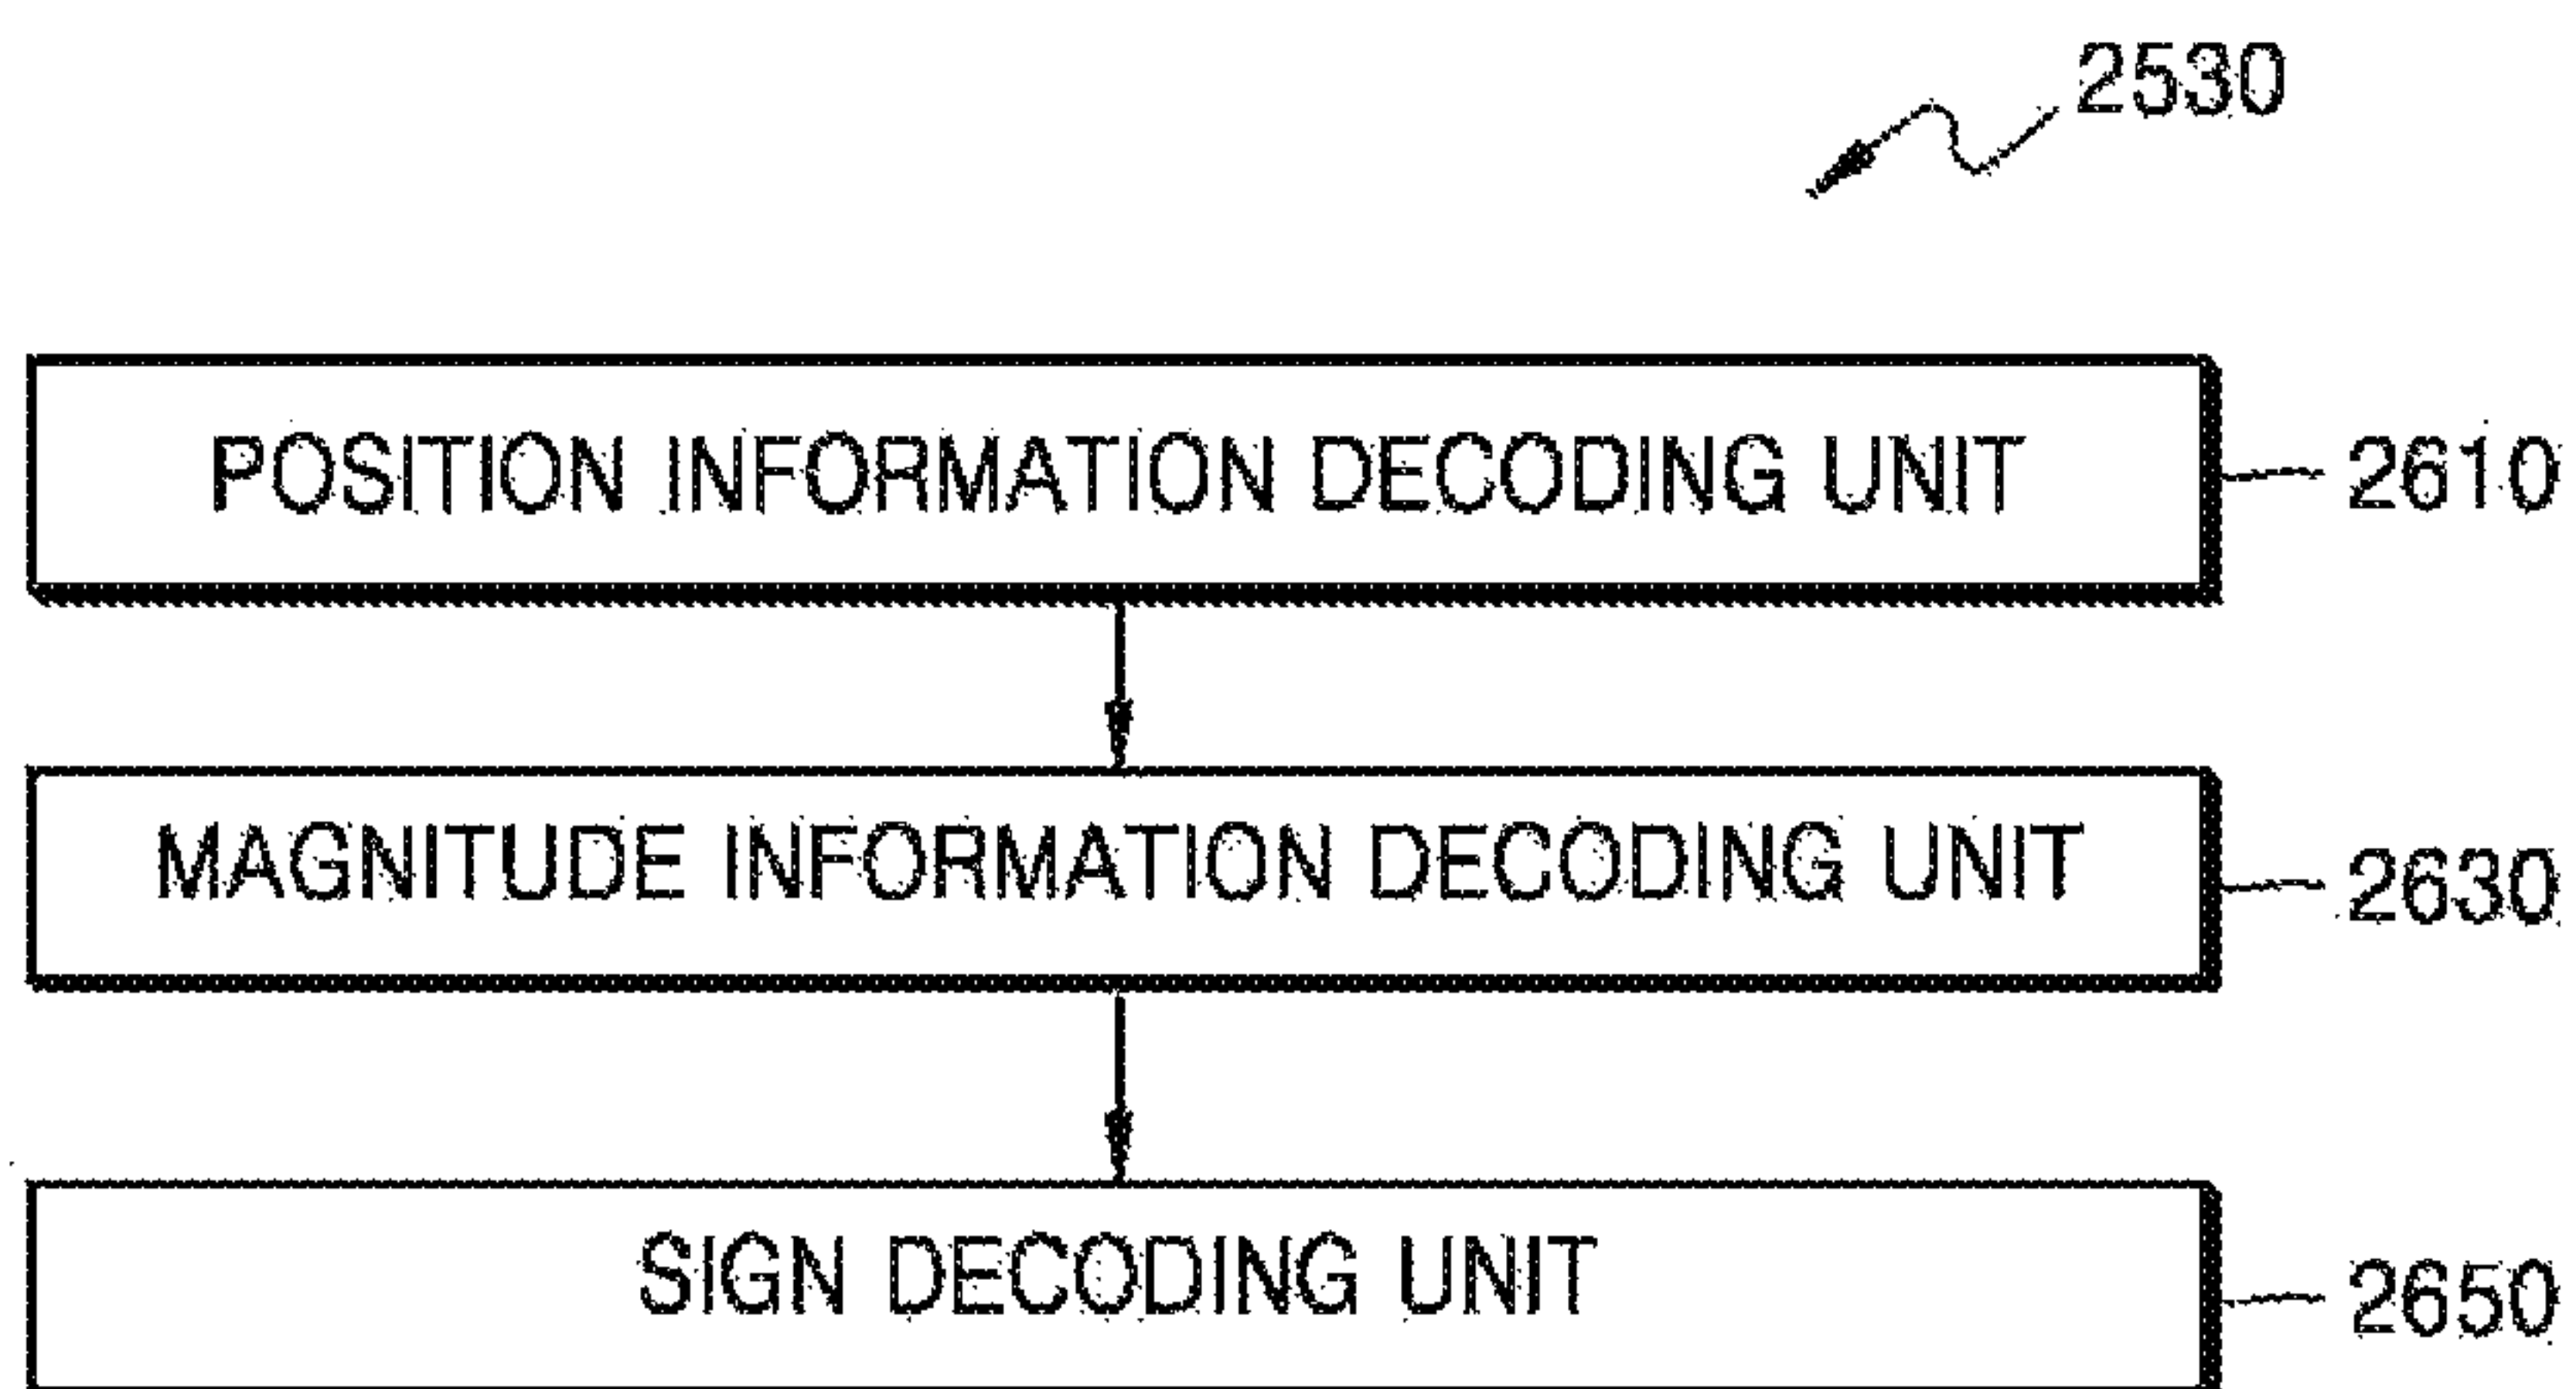 2530
POSITION INFORMATION DECODING UNIT
2610
MAGNITUDE INFORMATION DECODING UNIT
2630
SIGN DECODING UNIT
2650